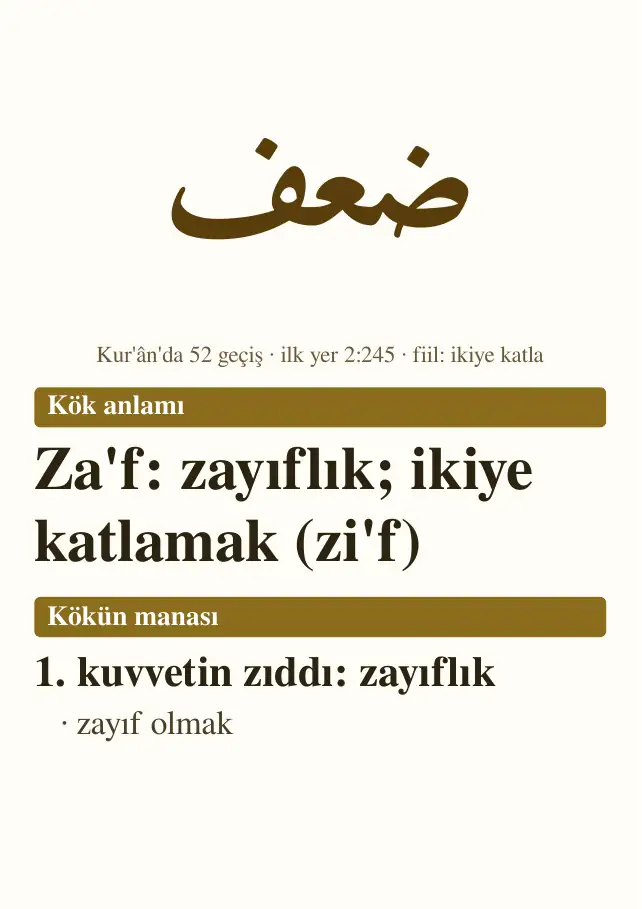 ضعف
Kur'ân'da 52 geçiş · ilk yer 2:245 · fiil: ikiye katla
Kök anlamı
Za'f: zayıflık; ikiye
katlamak (zi'f)
Kökün manası
1. kuvvetin zıddı: zayıflık
· zayıf olmak